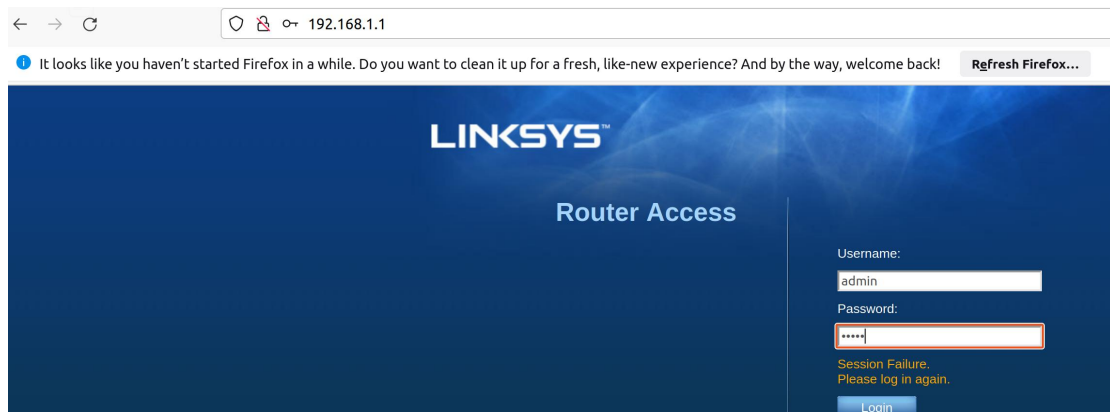 192.168.1.1
It looks like you haven't started Firefox in a while. Do you want to clean it up for a fresh, like-new experience? And by the way, welcome back! Refresh Firefox...
LINKSYS™
Router Access
Username:
admin
Password:
•••••
Session Failure.
Please log in again.
Login